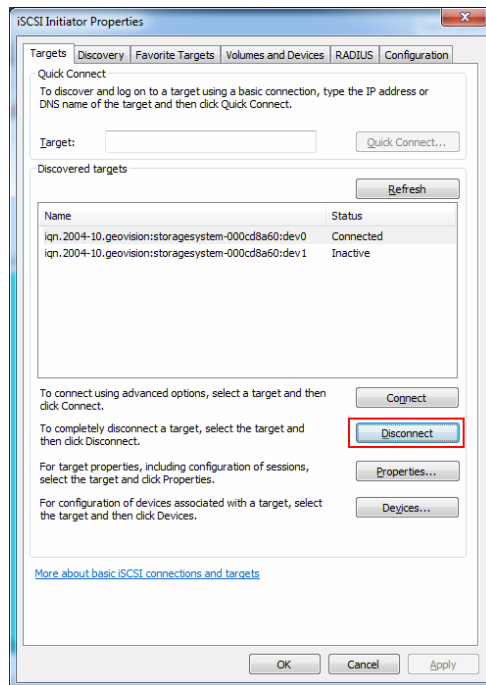 iSCSI Initiator Properties
Targets Discovery Favorite Targets Volumes and Devices RADIUS Configuration
Quick Connect
To discover and log on to a target using a basic connection, type the IP address or
DNS name of the target and then click Quick Connect.
Target:
Quick Connect...
Discovered targets
Refresh
Name Status
iqn.2004-10.geovision:storagesystem-000cd8a60:dev0 Connected
iqn.2004-10.geovision:storagesystem-000cd8a60:dev1 Inactive
To connect using advanced options, select a target and then
click Connect.
Connect
To completely disconnect a target, select the target and
then click Disconnect.
Disconnect
For target properties, including configuration of sessions,
select the target and click Properties.
Properties...
For configuration of devices associated with a target, select
the target and then click Devices.
Devices...
More about basic iSCSI connections and targets
OK Cancel Apply